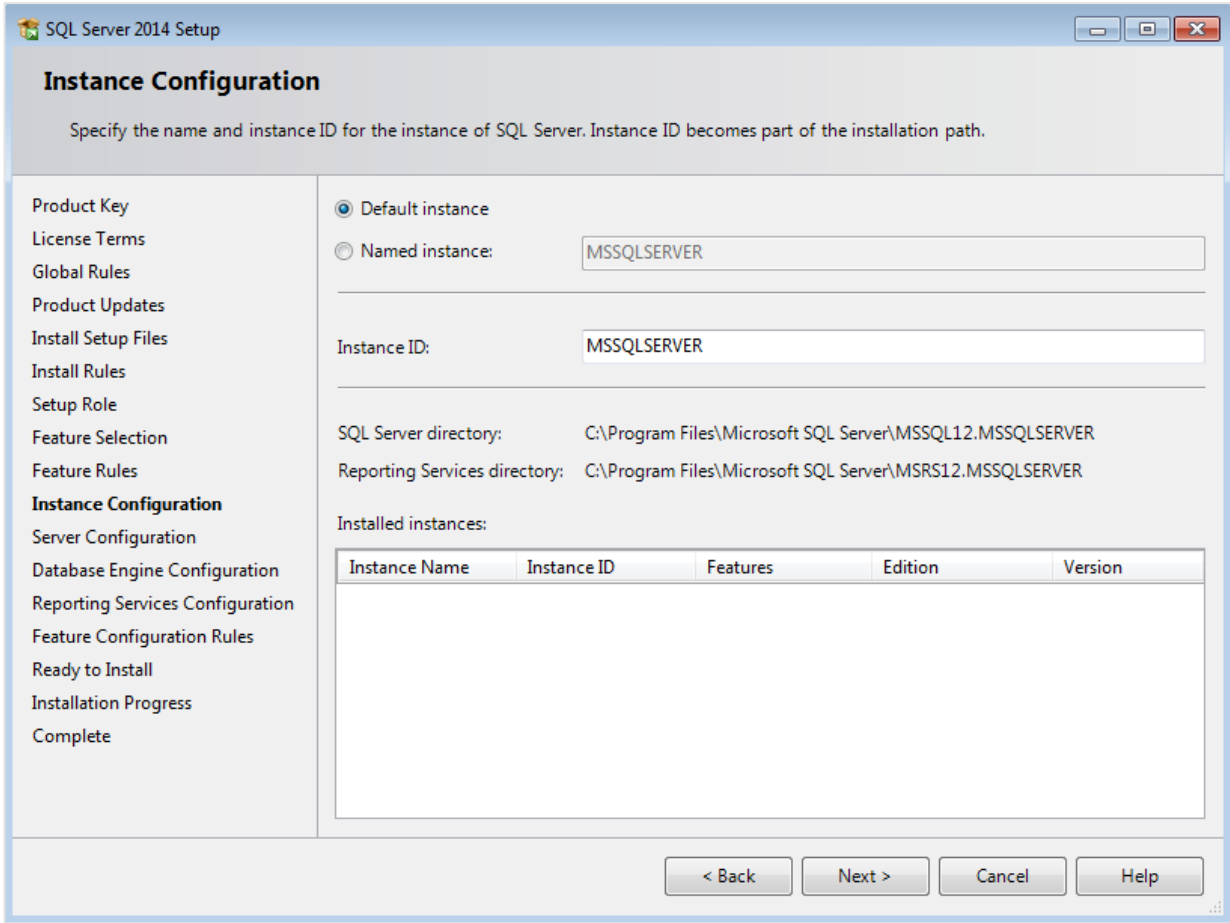 SQL Server 2014 Setup
Instance Configuration
Specify the name and instance ID for the instance of SQL Server. Instance ID becomes part of the installation path.
Product Key
License Terms
Global Rules
Product Updates
Install Setup Files
Install Rules
Setup Role
Feature Selection
Feature Rules
Instance Configuration
Server Configuration
Database Engine Configuration
Reporting Services Configuration
Feature Configuration Rules
Ready to Install
Installation Progress
Complete
Default instance
Named instance: MSSQLSERVER
Instance ID: MSSQLSERVER
SQL Server directory: C:\Program Files\Microsoft SQL Server\MSSQL12.MSSQLSERVER
Reporting Services directory: C:\Program Files\Microsoft SQL Server\MSRS12.MSSQLSERVER
Installed instances:
Instance Name Instance ID Features Edition Version
< Back Next > Cancel Help